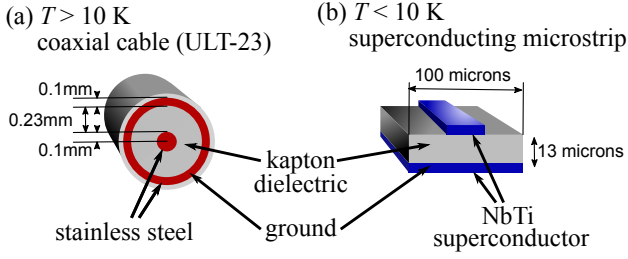 (a) T > 10 K
coaxial cable (ULT-23)
0.1mm
0.23mm
0.1mm
stainless steel
kapton
dielectric
ground
(b) T < 10 K
superconducting microstrip
100 microns
13 microns
NbTi
superconductor